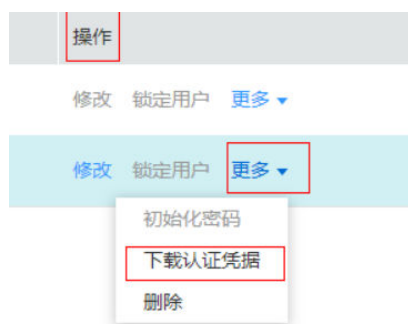 操作
修改 锁定用户 更多
修改 锁定用户 更多
初始化密码
下载认证凭据
删除